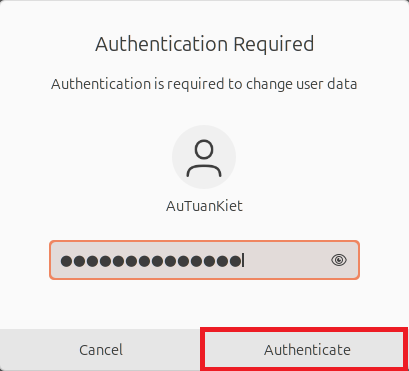 Authentication Required
Authentication is required to change user data
AuTuanKiet
●●●●●●●●●●●●●●
Cancel
Authenticate